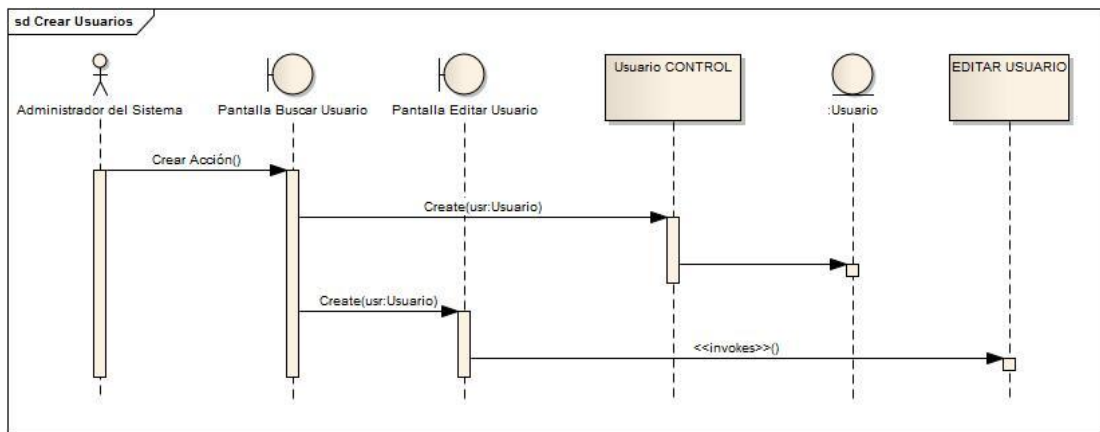 sd Crear Usuarios
Administrador del Sistema
Pantalla Buscar Usuario
Pantalla Editar Usuario
Usuario CONTROL
:Usuario
EDITAR USUARIO
Crear Acción()
Create(usr:Usuario)
Create(usr:Usuario)
<<invokes>>()